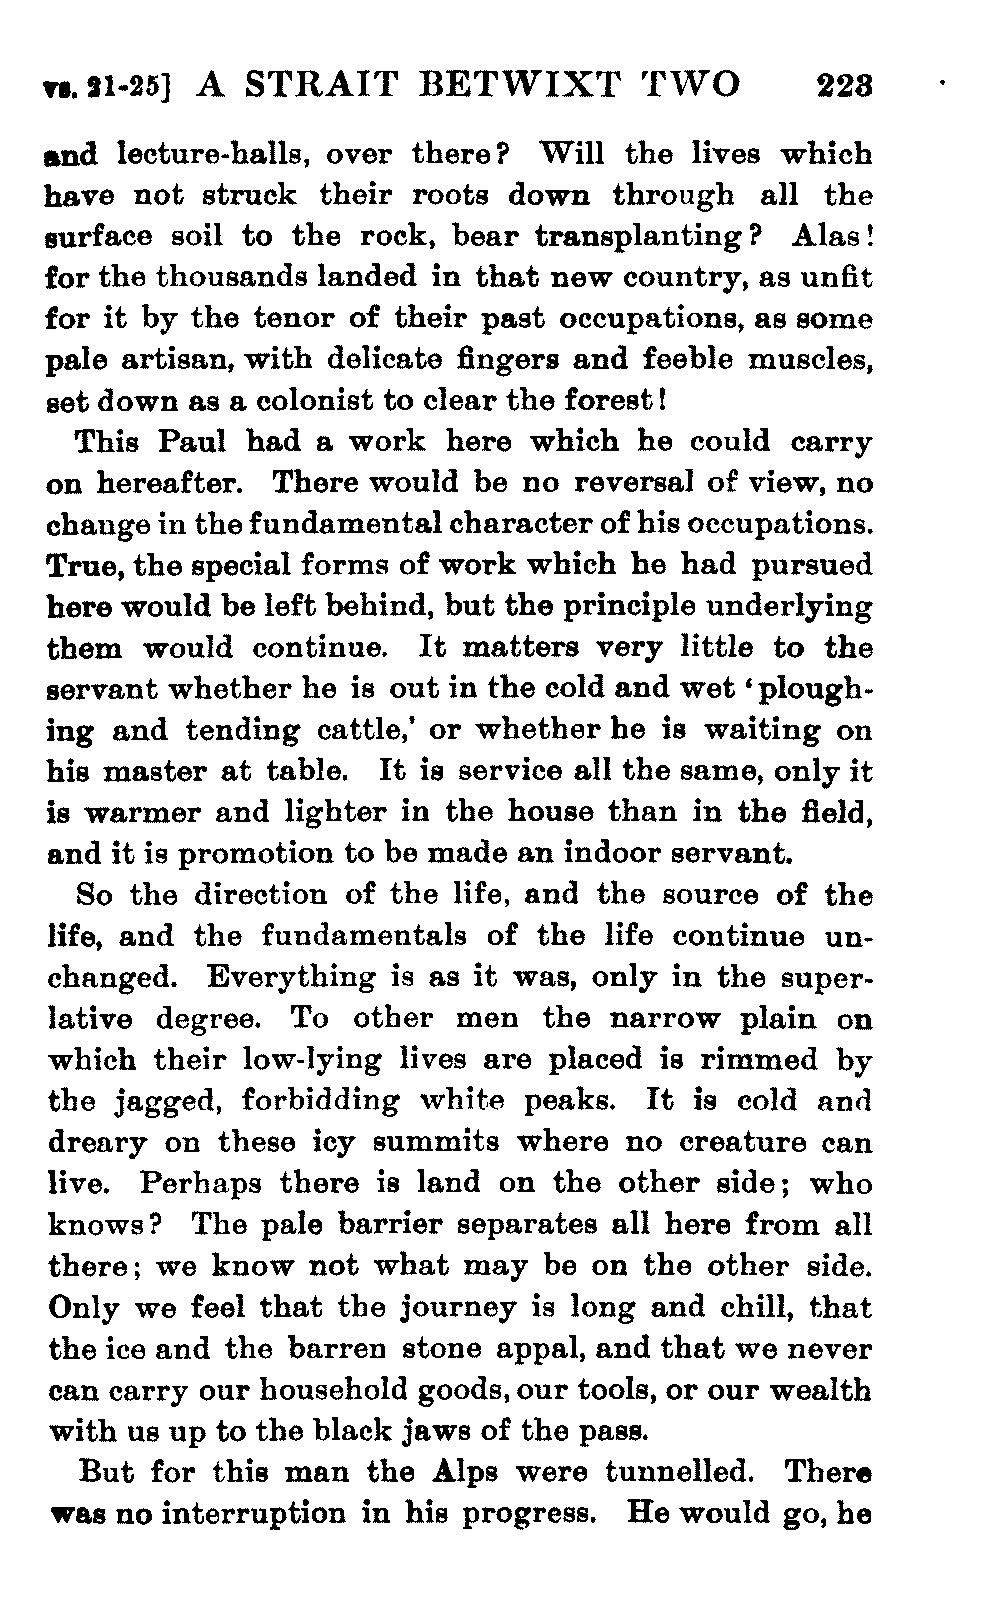 vs. 21-25] A STRAIT BETWIXT TWO 223
and lecture-halls, over there? Will the lives which
have not struck their roots down through all the
surface soil to the rock, bear transplanting? Alas!
for the thousands landed in that new country, as unfit
for it by the tenor of their past occupations, as some
pale artisan, with delicate fingers and feeble muscles,
set down as a colonist to clear the forest!
This Paul had a work here which he could carry
on hereafter. There would be no reversal of view, no
change in the fundamental character of his occupations.
True, the special forms of work which he had pursued
here would be left behind, but the principle underlying
them would continue. It matters very little to the
servant whether he is out in the cold and wet ‘plough-
ing and tending cattle,’ or whether he is waiting on
his master at table. It is service all the same, only it
is warmer and lighter in the house than in the field,
and it is promotion to be made an indoor servant.
So the direction of the life, and the source of the
life, and the fundamentals of the life continue un-
changed. Everything is as it was, only in the super-
lative degree. To other men the narrow plain on
which their low-lying lives are placed is rimmed by
the jagged, forbidding white peaks. It is cold and
dreary on these icy summits where no creature can
live. Perhaps there is land on the other side; who
knows? The pale barrier separates all here from all
there; we know not what may be on the other side.
Only we feel that the journey is long and chill, that
the ice and the barren stone appal, and that we never
can carry our household goods, our tools, or our wealth
with us up to the black jaws of the pass.
But for this man the Alps were tunnelled. There
was no interruption in his progress. He would go, he